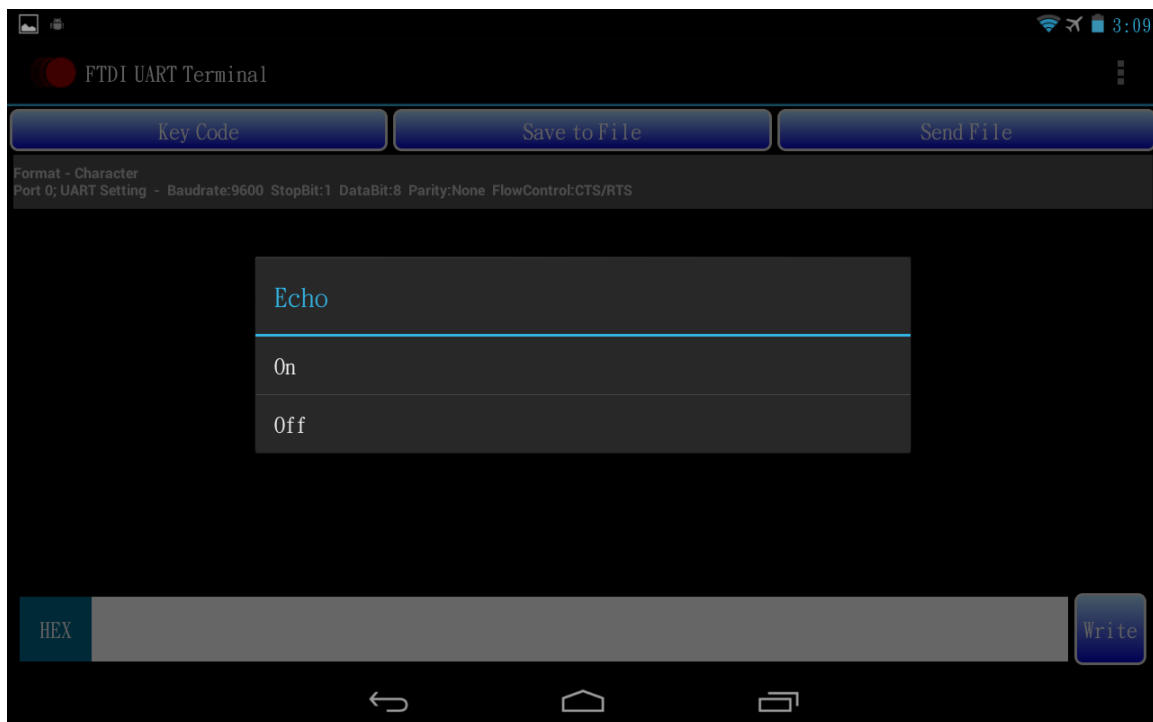 3:09
FTDI UART Terminal
Key Code
Save to File
Send File
Format - Character
Port 0; UART Setting - Baudrate:9600 StopBit:1 DataBit:8 Parity:None FlowControl:CTS/RTS
Echo
On
Off
HEX
Write